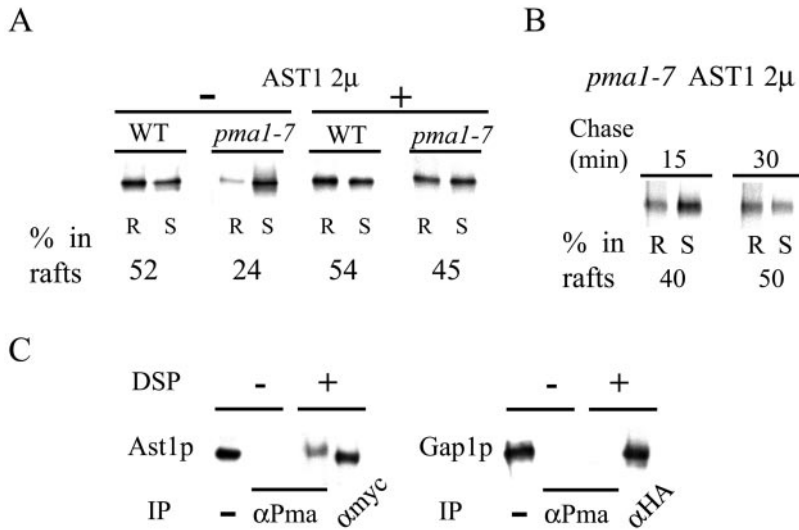 A
AST1 2μ
- +
WT pma1-7 WT pma1-7
R S R S R S R S
% in
rafts 52 24 54 45
B
pma1-7 AST1 2μ
Chase
(min) 15 30
R S R S
% in
rafts 40 50
C
DSP - +
Ast1p
IP - αPma αmyc
- +
Gap1p
IP - αPma αHA